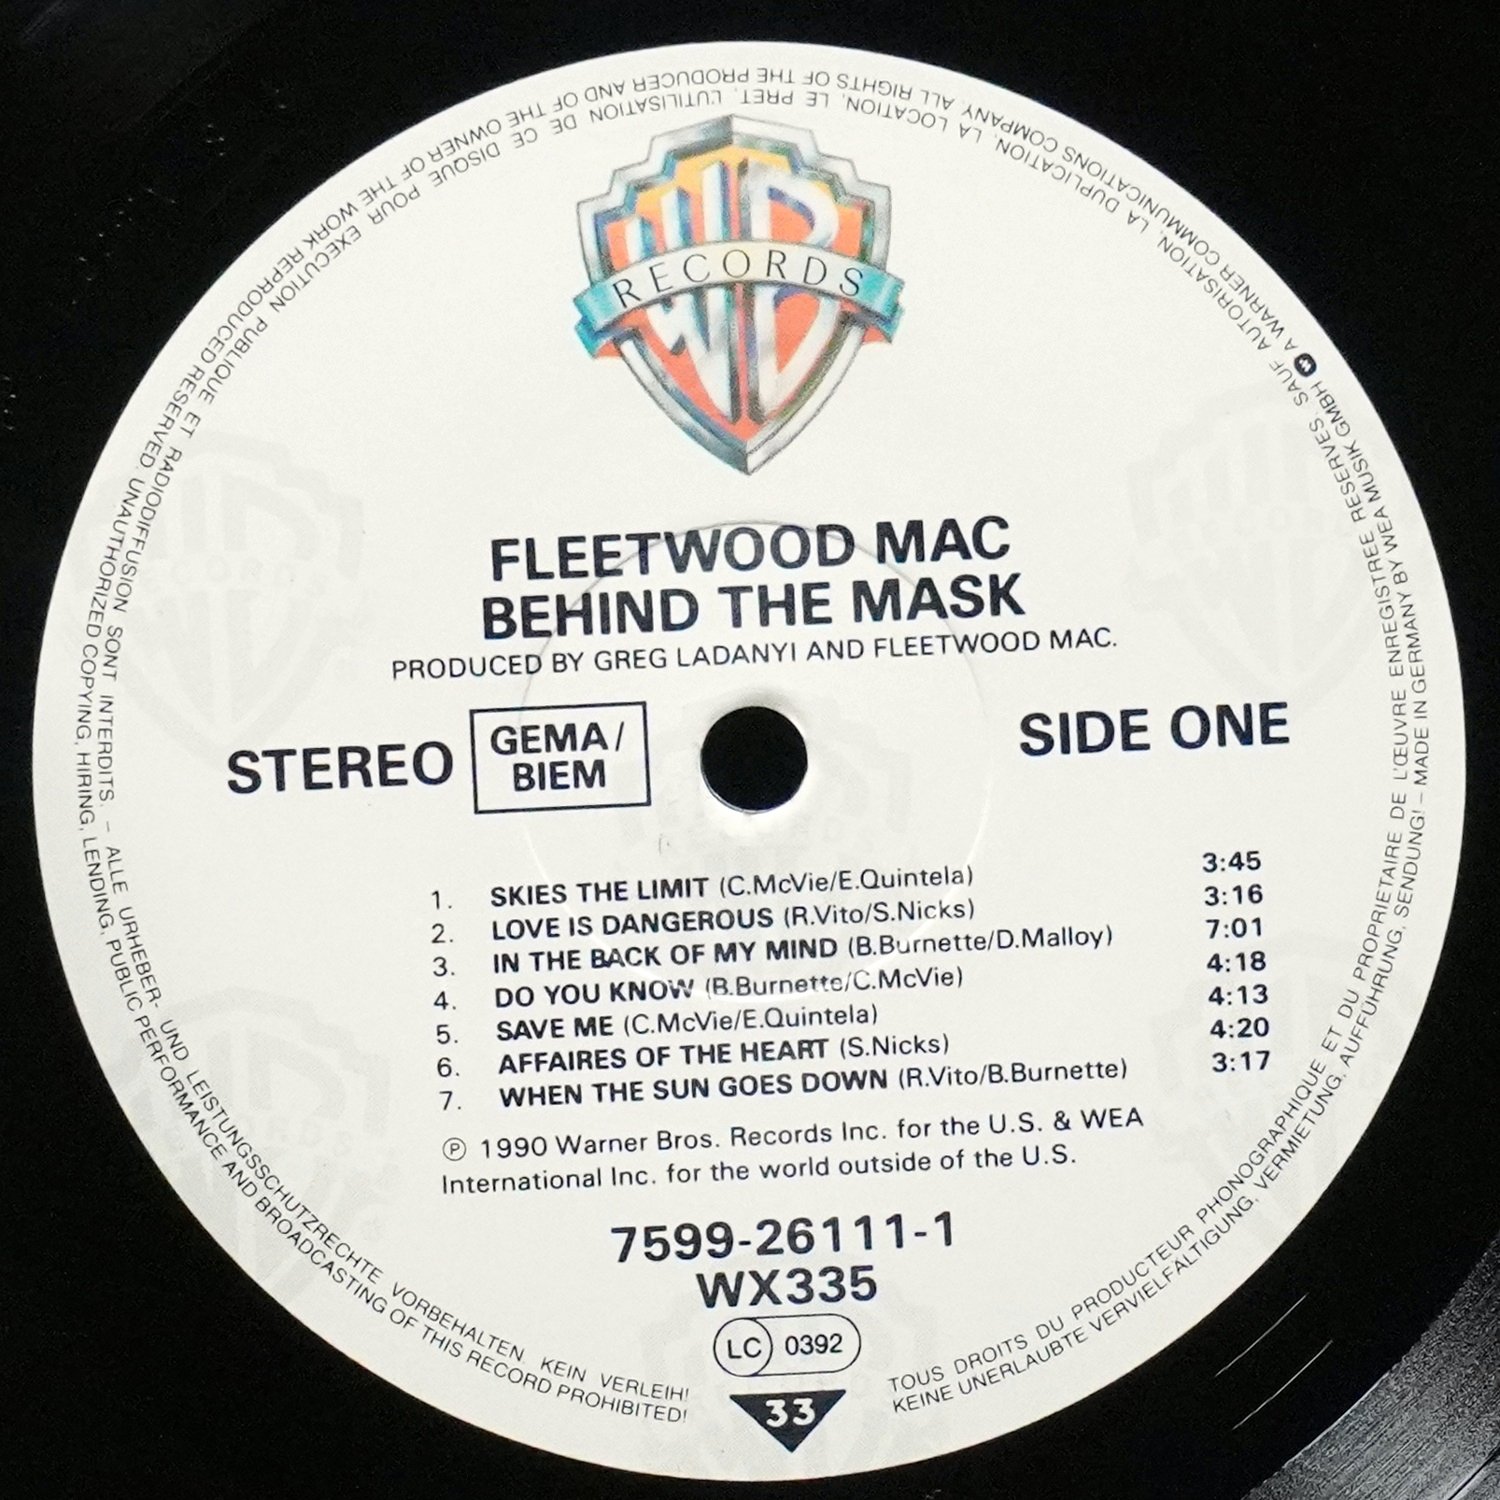 WB
RECORDS
FLEETWOOD MAC
BEHIND THE MASK
PRODUCED BY GREG LADANYI AND FLEETWOOD MAC.
STEREO
GEMA/
BIEM
SIDE ONE
1. SKIES THE LIMIT (C.McVie/E.Quintela) 3:45
2. LOVE IS DANGEROUS (R.Vito/S.Nicks) 3:16
3. IN THE BACK OF MY MIND (B.Burnette/D.Malloy) 7:01
4. DO YOU KNOW (B.Burnette/C.McVie) 4:18
5. SAVE ME (C.McVie/E.Quintela) 4:13
6. AFFAIRES OF THE HEART (S.Nicks) 4:20
7. WHEN THE SUN GOES DOWN (R.Vito/B.Burnette) 3:17
℗ 1990 Warner Bros. Records Inc. for the U.S. & WEA
International Inc. for the world outside of the U.S.
7599-26111-1
WX335
LC 0392
33
TOUS DROITS DU PRODUCTEUR PHONOGRAPHIQUE ET DU PROPRIETAIRE DE L'ŒUVRE ENREGISTREE RESERVES. SAUF AUTORISATION, LA DUPLICATION, LA LOCATION, LE PRET, L'UTILISATION DE CE DISQUE POUR EXECUTION PUBLIQUE ET RADIODIFFUSION SONT INTERDITS. – ALLE URHEBER- UND LEISTUNGSSCHUTZRECHTE VORBEHALTEN. KEIN VERLEIH!
KEINE UNERLAUBTE VERVIELFÄLTIGUNG, VERMIETUNG, AUFFÜHRUNG, SENDUNG! – MADE IN GERMANY BY WEA MUSIK GMBH A WARNER COMMUNICATIONS COMPANY ALL RIGHTS OF THE PRODUCER AND OF THE OWNER OF THE WORK REPRODUCED RESERVED. UNAUTHORIZED COPYING, HIRING, LENDING, PUBLIC PERFORMANCE AND BROADCASTING OF THIS RECORD PROHIBITED!